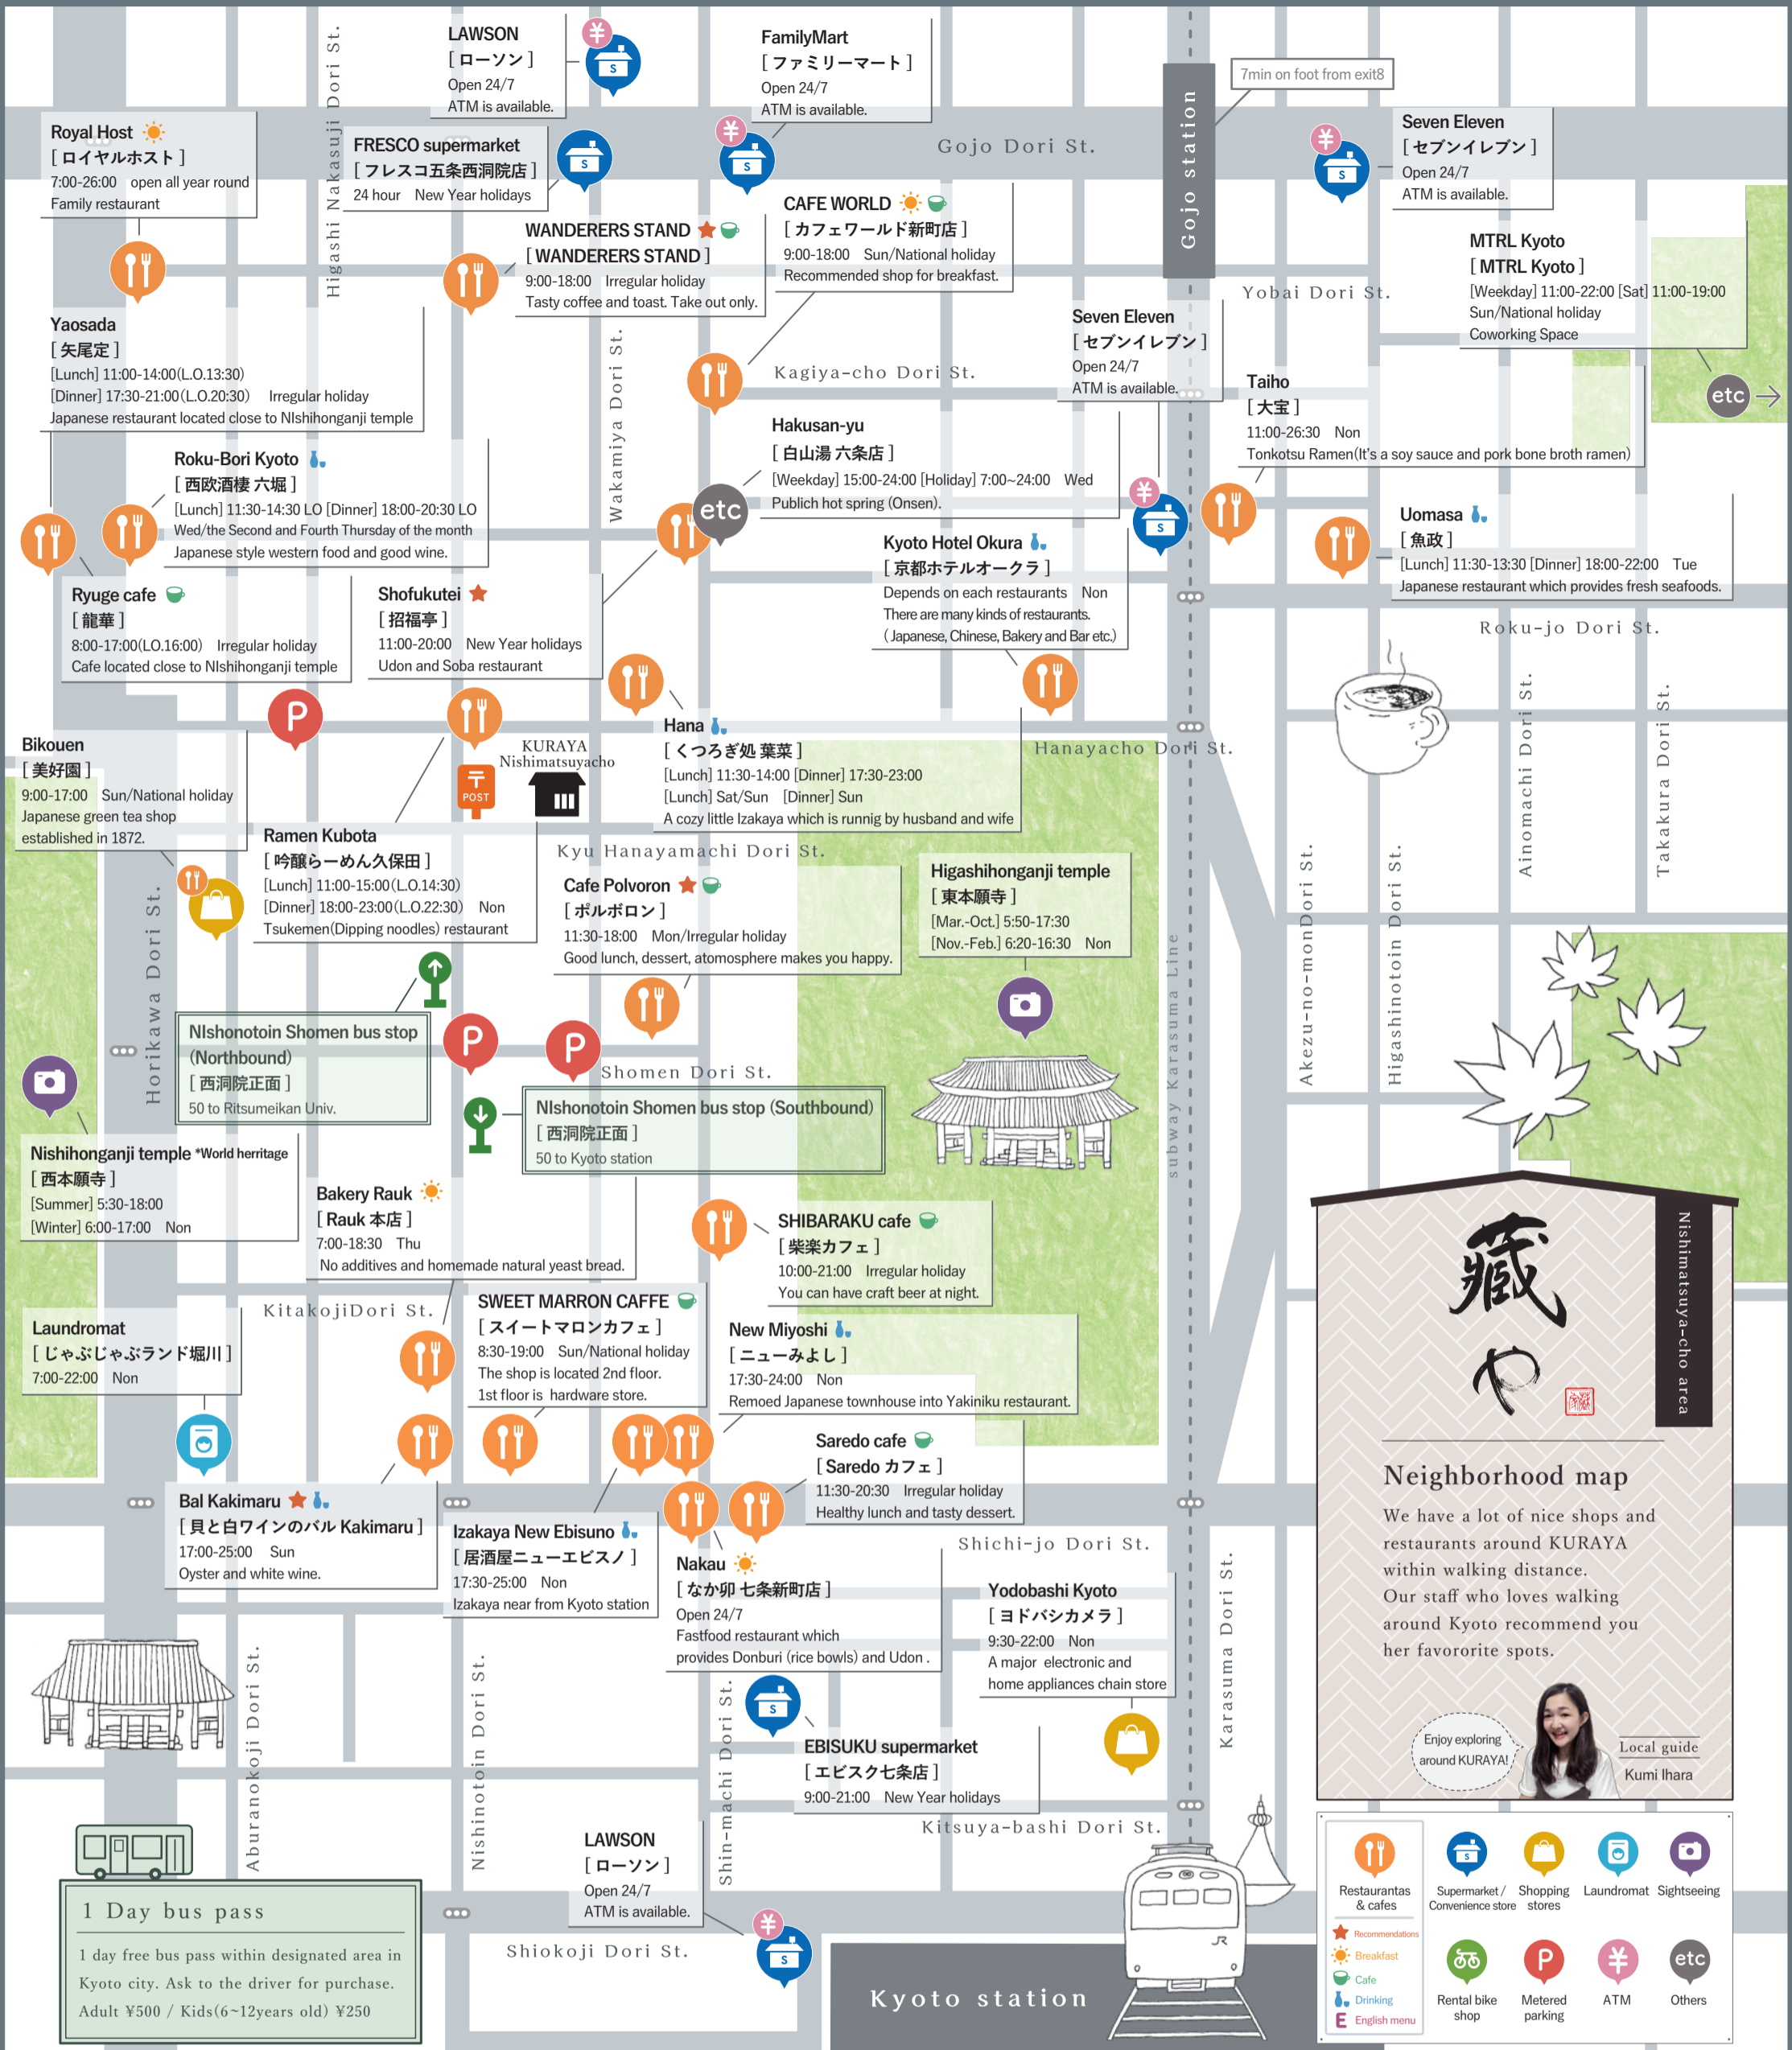 LAWSON
[ ローソン ]
Open 24/7
ATM is available.
FamilyMart
[ ファミリーマート ]
Open 24/7
ATM is available.
7min on foot from exit8
Gojo station
Gojo Dori St.
Higashi Nakasuji Dori St.
Royal Host
[ ロイヤルホスト ]
7:00-26:00 open all year round
Family restaurant
FRESCO supermarket
[ フレスコ五条西洞院店 ]
24 hour New Year holidays
Seven Eleven
[ セブンイレブン ]
Open 24/7
ATM is available.
WANDERERS STAND
[ WANDERERS STAND ]
9:00-18:00 Irregular holiday
Tasty coffee and toast. Take out only.
CAFE WORLD
[ カフェワールド新町店 ]
9:00-18:00 Sun/National holiday
Recommended shop for breakfast.
MTRL Kyoto
[ MTRL Kyoto ]
[Weekday] 11:00-22:00 [Sat] 11:00-19:00
Sun/National holiday
Coworking Space
etc
Yobai Dori St.
Yaosada
[ 矢尾定 ]
[Lunch] 11:00-14:00(L.O.13:30)
[Dinner] 17:30-21:00(L.O.20:30) Irregular holiday
Japanese restaurant located close to NIshihonganji temple
Wakamiya Dori St.
Kagiya-cho Dori St.
Seven Eleven
[ セブンイレブン ]
Open 24/7
ATM is available.
Taiho
[ 大宝 ]
11:00-26:30 Non
Tonkotsu Ramen(It's a soy sauce and pork bone broth ramen)
Hakusan-yu
[ 白山湯 六条店 ]
[Weekday] 15:00-24:00 [Holiday] 7:00~24:00 Wed
Publich hot spring (Onsen).
etc
Roku-Bori Kyoto
[ 西欧酒棲 六堀 ]
[Lunch] 11:30-14:30 LO [Dinner] 18:00-20:30 LO
Wed/the Second and Fourth Thursday of the month
Japanese style western food and good wine.
Uomasa
[ 魚政 ]
[Lunch] 11:30-13:30 [Dinner] 18:00-22:00 Tue
Japanese restaurant which provides fresh seafoods.
Kyoto Hotel Okura
[ 京都ホテルオークラ ]
Depends on each restaurants Non
There are many kinds of restaurants.
( Japanese, Chinese, Bakery and Bar etc.)
Ryuge cafe
[ 龍華 ]
8:00-17:00(LO.16:00) Irregular holiday
Cafe located close to NIshihonganji temple
Shofukutei
[ 招福亭 ]
11:00-20:00 New Year holidays
Udon and Soba restaurant
Roku-jo Dori St.
Ainomachi Dori St.
Takakura Dori St.
P
Hana
[ くつろぎ処 葉菜 ]
[Lunch] 11:30-14:00 [Dinner] 17:30-23:00
[Lunch] Sat/Sun [Dinner] Sun
A cozy little Izakaya which is runnig by husband and wife
Hanayacho Dori St.
KURAYA
Nishimatsuyacho
POST
Bikouen
[ 美好園 ]
9:00-17:00 Sun/National holiday
Japanese green tea shop
established in 1872.
Ramen Kubota
[ 吟醸らーめん久保田 ]
[Lunch] 11:00-15:00(L.O.14:30)
[Dinner] 18:00-23:00(L.O.22:30) Non
Tsukemen(Dipping noodles) restaurant
Kyu Hanayamachi Dori St.
Cafe Polvoron
[ ポルボロン ]
11:30-18:00 Mon/Irregular holiday
Good lunch, dessert, atomosphere makes you happy.
Higashihonganji temple
[ 東本願寺 ]
[Mar.-Oct.] 5:50-17:30
[Nov.-Feb.] 6:20-16:30 Non
Horikawa Dori St.
subway Karasuma Line
Akezu-no-monDori St.
Higashinotoin Dori St.
NIshonotoin Shomen bus stop
(Northbound)
[ 西洞院正面 ]
50 to Ritsumeikan Univ.
P
P
Shomen Dori St.
NIshonotoin Shomen bus stop (Southbound)
[ 西洞院正面 ]
50 to Kyoto station
Nishihonganji temple *World herritage
[ 西本願寺 ]
[Summer] 5:30-18:00
[Winter] 6:00-17:00 Non
Bakery Rauk
[ Rauk 本店 ]
7:00-18:30 Thu
No additives and homemade natural yeast bread.
SHIBARAKU cafe
[ 柴楽カフェ ]
10:00-21:00 Irregular holiday
You can have craft beer at night.
KitakojiDori St.
Laundromat
[ じゃぶじゃぶランド堀川 ]
7:00-22:00 Non
SWEET MARRON CAFFE
[ スイートマロンカフェ ]
8:30-19:00 Sun/National holiday
The shop is located 2nd floor.
1st floor is hardware store.
New Miyoshi
[ ニューみよし ]
17:30-24:00 Non
Remoed Japanese townhouse into Yakiniku restaurant.
Saredo cafe
[ Saredo カフェ ]
11:30-20:30 Irregular holiday
Healthy lunch and tasty dessert.
Bal Kakimaru
[ 貝と白ワインのバル Kakimaru ]
17:00-25:00 Sun
Oyster and white wine.
Izakaya New Ebisuno
[ 居酒屋ニューエビスノ ]
17:30-25:00 Non
Izakaya near from Kyoto station
Nakau
[ なか卯 七条新町店 ]
Open 24/7
Fastfood restaurant which
provides Donburi (rice bowls) and Udon .
Shichi-jo Dori St.
Yodobashi Kyoto
[ ヨドバシカメラ ]
9:30-22:00 Non
A major electronic and
home appliances chain store
Karasuma Dori St.
Aburanokoji Dori St.
Nishinotoin Dori St.
Shin-machi Dori St.
EBISUKU supermarket
[ エビスク七条店 ]
9:00-21:00 New Year holidays
Kitsuya-bashi Dori St.
LAWSON
[ ローソン ]
Open 24/7
ATM is available.
Shiokoji Dori St.
Kyoto station
JR
1 Day bus pass
1 day free bus pass within designated area in
Kyoto city. Ask to the driver for purchase.
Adult ¥500 / Kids(6~12years old) ¥250
蔵や
Nishimatsuya-cho area
Neighborhood map
We have a lot of nice shops and
restaurants around KURAYA
within walking distance.
Our staff who loves walking
around Kyoto recommend you
her favororite spots.
Enjoy exploring
around KURAYA!
Local guide
Kumi Ihara
Restaurantas
& cafes
Recommendations
Breakfast
Cafe
Drinking
E English menu
Supermarket /
Convenience store
Shopping
stores
Laundromat
Sightseeing
Rental bike
shop
P
Metered
parking
¥
ATM
etc
Others